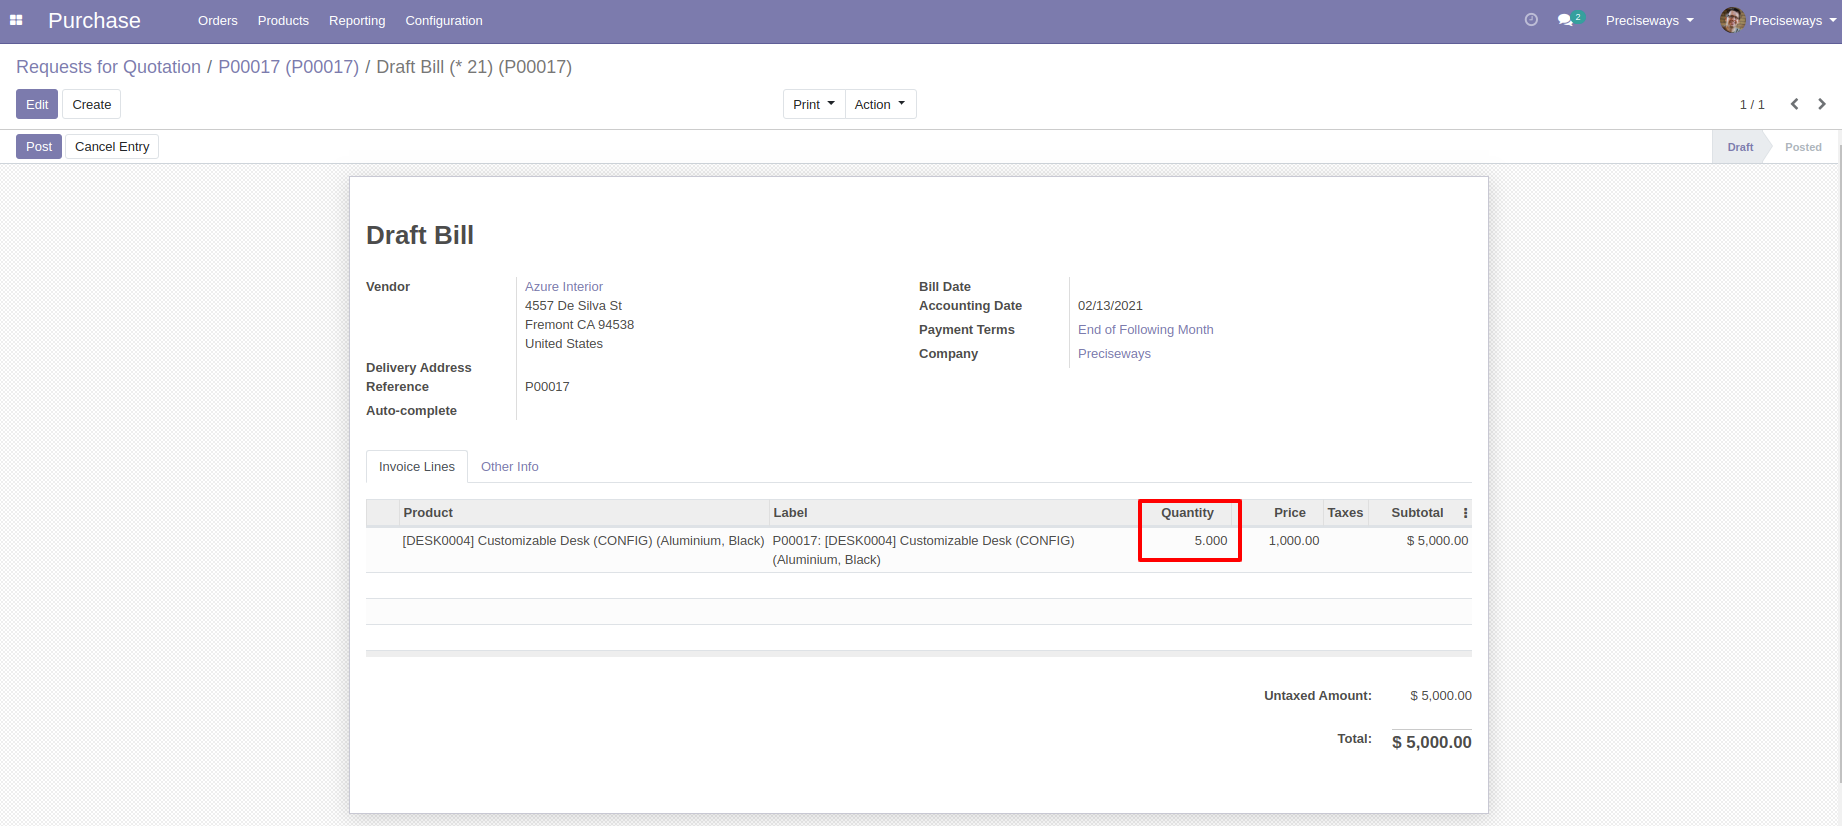 Purchase Orders Products Reporting Configuration 2 Preciseways Preciseways
Requests for Quotation / P00017 (P00017) / Draft Bill (* 21) (P00017)
Edit Create Print Action 1 / 1
Post Cancel Entry Draft Posted
Draft Bill
Vendor Azure Interior Bill Date
4557 De Silva St Accounting Date 02/13/2021
Fremont CA 94538 Payment Terms End of Following Month
United States Company Preciseways
Delivery Address
Reference P00017
Auto-complete
Invoice Lines Other Info
Product Label Quantity Price Taxes Subtotal
[DESK0004] Customizable Desk (CONFIG) (Aluminium, Black) P00017: [DESK0004] Customizable Desk (CONFIG) 5.000 1,000.00 $ 5,000.00
(Aluminium, Black)
Untaxed Amount: $ 5,000.00
Total: $ 5,000.00